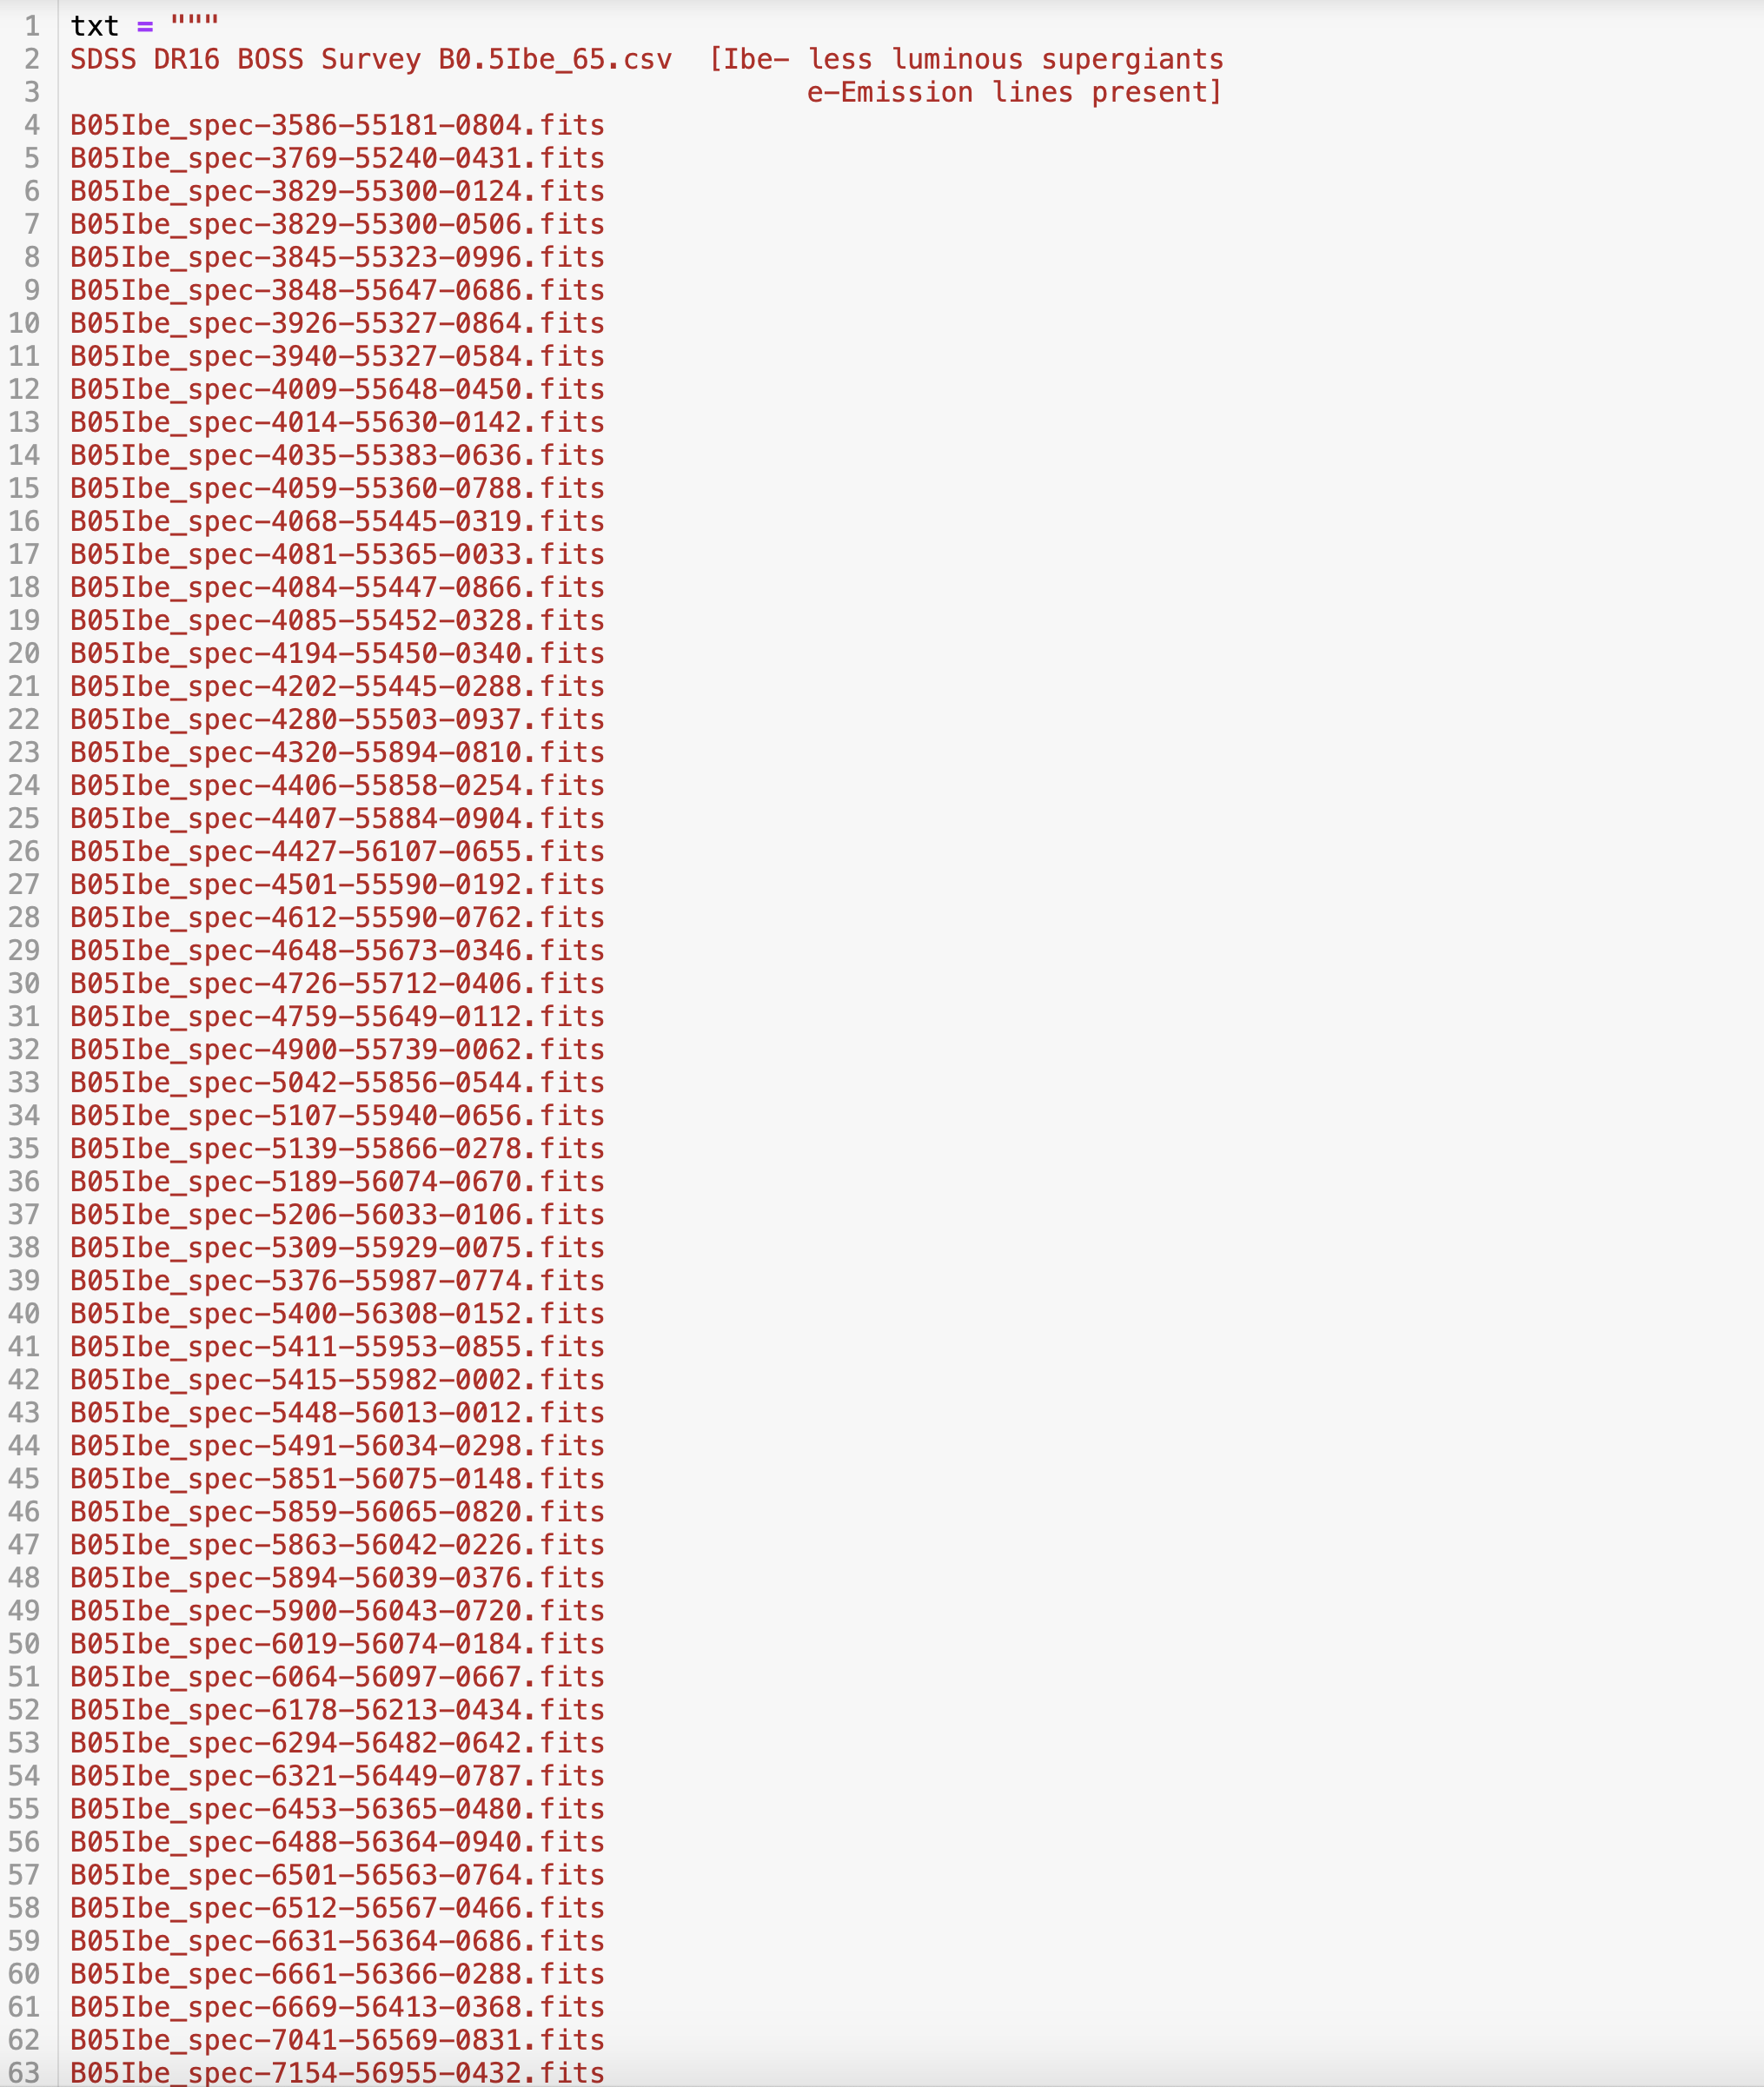 1 txt = """
2 SDSS DR16 BOSS Survey B0.5Ibe_65.csv  [Ibe- less luminous supergiants
3                                             e-Emission lines present]
4 B05Ibe_spec-3586-55181-0804.fits
5 B05Ibe_spec-3769-55240-0431.fits
6 B05Ibe_spec-3829-55300-0124.fits
7 B05Ibe_spec-3829-55300-0506.fits
8 B05Ibe_spec-3845-55323-0996.fits
9 B05Ibe_spec-3848-55647-0686.fits
10 B05Ibe_spec-3926-55327-0864.fits
11 B05Ibe_spec-3940-55327-0584.fits
12 B05Ibe_spec-4009-55648-0450.fits
13 B05Ibe_spec-4014-55630-0142.fits
14 B05Ibe_spec-4035-55383-0636.fits
15 B05Ibe_spec-4059-55360-0788.fits
16 B05Ibe_spec-4068-55445-0319.fits
17 B05Ibe_spec-4081-55365-0033.fits
18 B05Ibe_spec-4084-55447-0866.fits
19 B05Ibe_spec-4085-55452-0328.fits
20 B05Ibe_spec-4194-55450-0340.fits
21 B05Ibe_spec-4202-55445-0288.fits
22 B05Ibe_spec-4280-55503-0937.fits
23 B05Ibe_spec-4320-55894-0810.fits
24 B05Ibe_spec-4406-55858-0254.fits
25 B05Ibe_spec-4407-55884-0904.fits
26 B05Ibe_spec-4427-56107-0655.fits
27 B05Ibe_spec-4501-55590-0192.fits
28 B05Ibe_spec-4612-55590-0762.fits
29 B05Ibe_spec-4648-55673-0346.fits
30 B05Ibe_spec-4726-55712-0406.fits
31 B05Ibe_spec-4759-55649-0112.fits
32 B05Ibe_spec-4900-55739-0062.fits
33 B05Ibe_spec-5042-55856-0544.fits
34 B05Ibe_spec-5107-55940-0656.fits
35 B05Ibe_spec-5139-55866-0278.fits
36 B05Ibe_spec-5189-56074-0670.fits
37 B05Ibe_spec-5206-56033-0106.fits
38 B05Ibe_spec-5309-55929-0075.fits
39 B05Ibe_spec-5376-55987-0774.fits
40 B05Ibe_spec-5400-56308-0152.fits
41 B05Ibe_spec-5411-55953-0855.fits
42 B05Ibe_spec-5415-55982-0002.fits
43 B05Ibe_spec-5448-56013-0012.fits
44 B05Ibe_spec-5491-56034-0298.fits
45 B05Ibe_spec-5851-56075-0148.fits
46 B05Ibe_spec-5859-56065-0820.fits
47 B05Ibe_spec-5863-56042-0226.fits
48 B05Ibe_spec-5894-56039-0376.fits
49 B05Ibe_spec-5900-56043-0720.fits
50 B05Ibe_spec-6019-56074-0184.fits
51 B05Ibe_spec-6064-56097-0667.fits
52 B05Ibe_spec-6178-56213-0434.fits
53 B05Ibe_spec-6294-56482-0642.fits
54 B05Ibe_spec-6321-56449-0787.fits
55 B05Ibe_spec-6453-56365-0480.fits
56 B05Ibe_spec-6488-56364-0940.fits
57 B05Ibe_spec-6501-56563-0764.fits
58 B05Ibe_spec-6512-56567-0466.fits
59 B05Ibe_spec-6631-56364-0686.fits
60 B05Ibe_spec-6661-56366-0288.fits
61 B05Ibe_spec-6669-56413-0368.fits
62 B05Ibe_spec-7041-56569-0831.fits
63 B05Ibe_spec-7154-56955-0432.fits